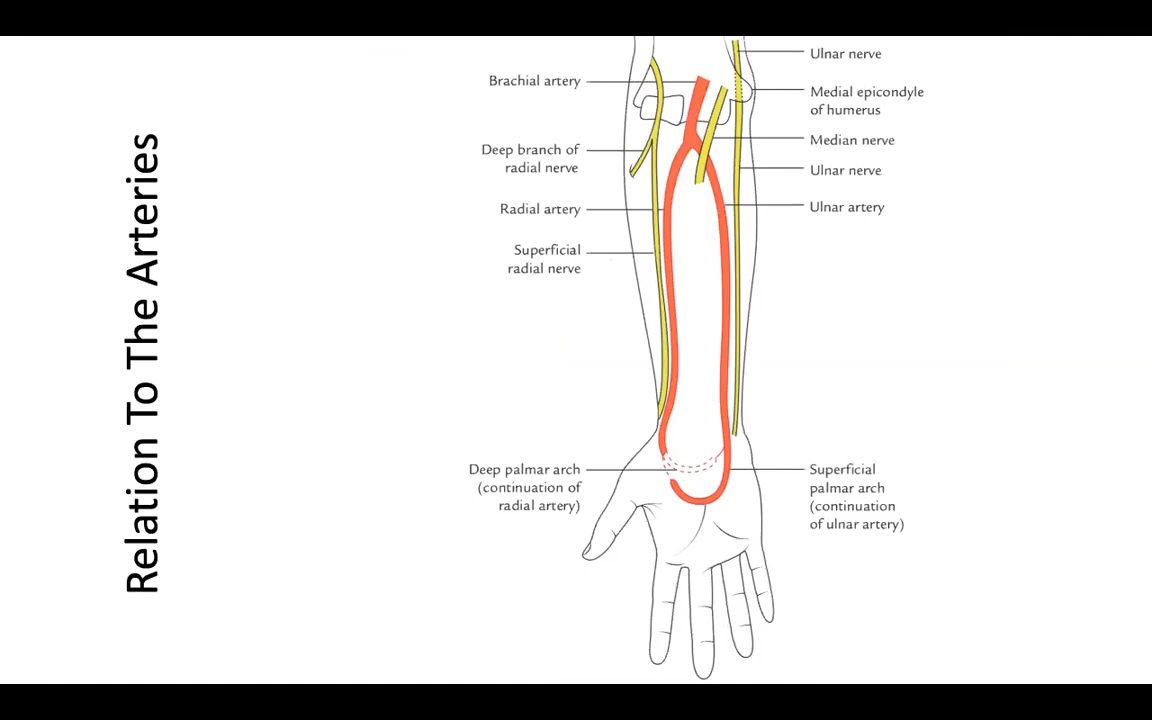 Relation To The Arteries
Brachial artery
Deep branch of
radial nerve
Radial artery
Superficial
radial nerve
Deep palmar arch
(continuation of
radial artery)
Ulnar nerve
Medial epicondyle
of humerus
Median nerve
Ulnar nerve
Ulnar artery
Superficial
palmar arch
(continuation
of ulnar artery)